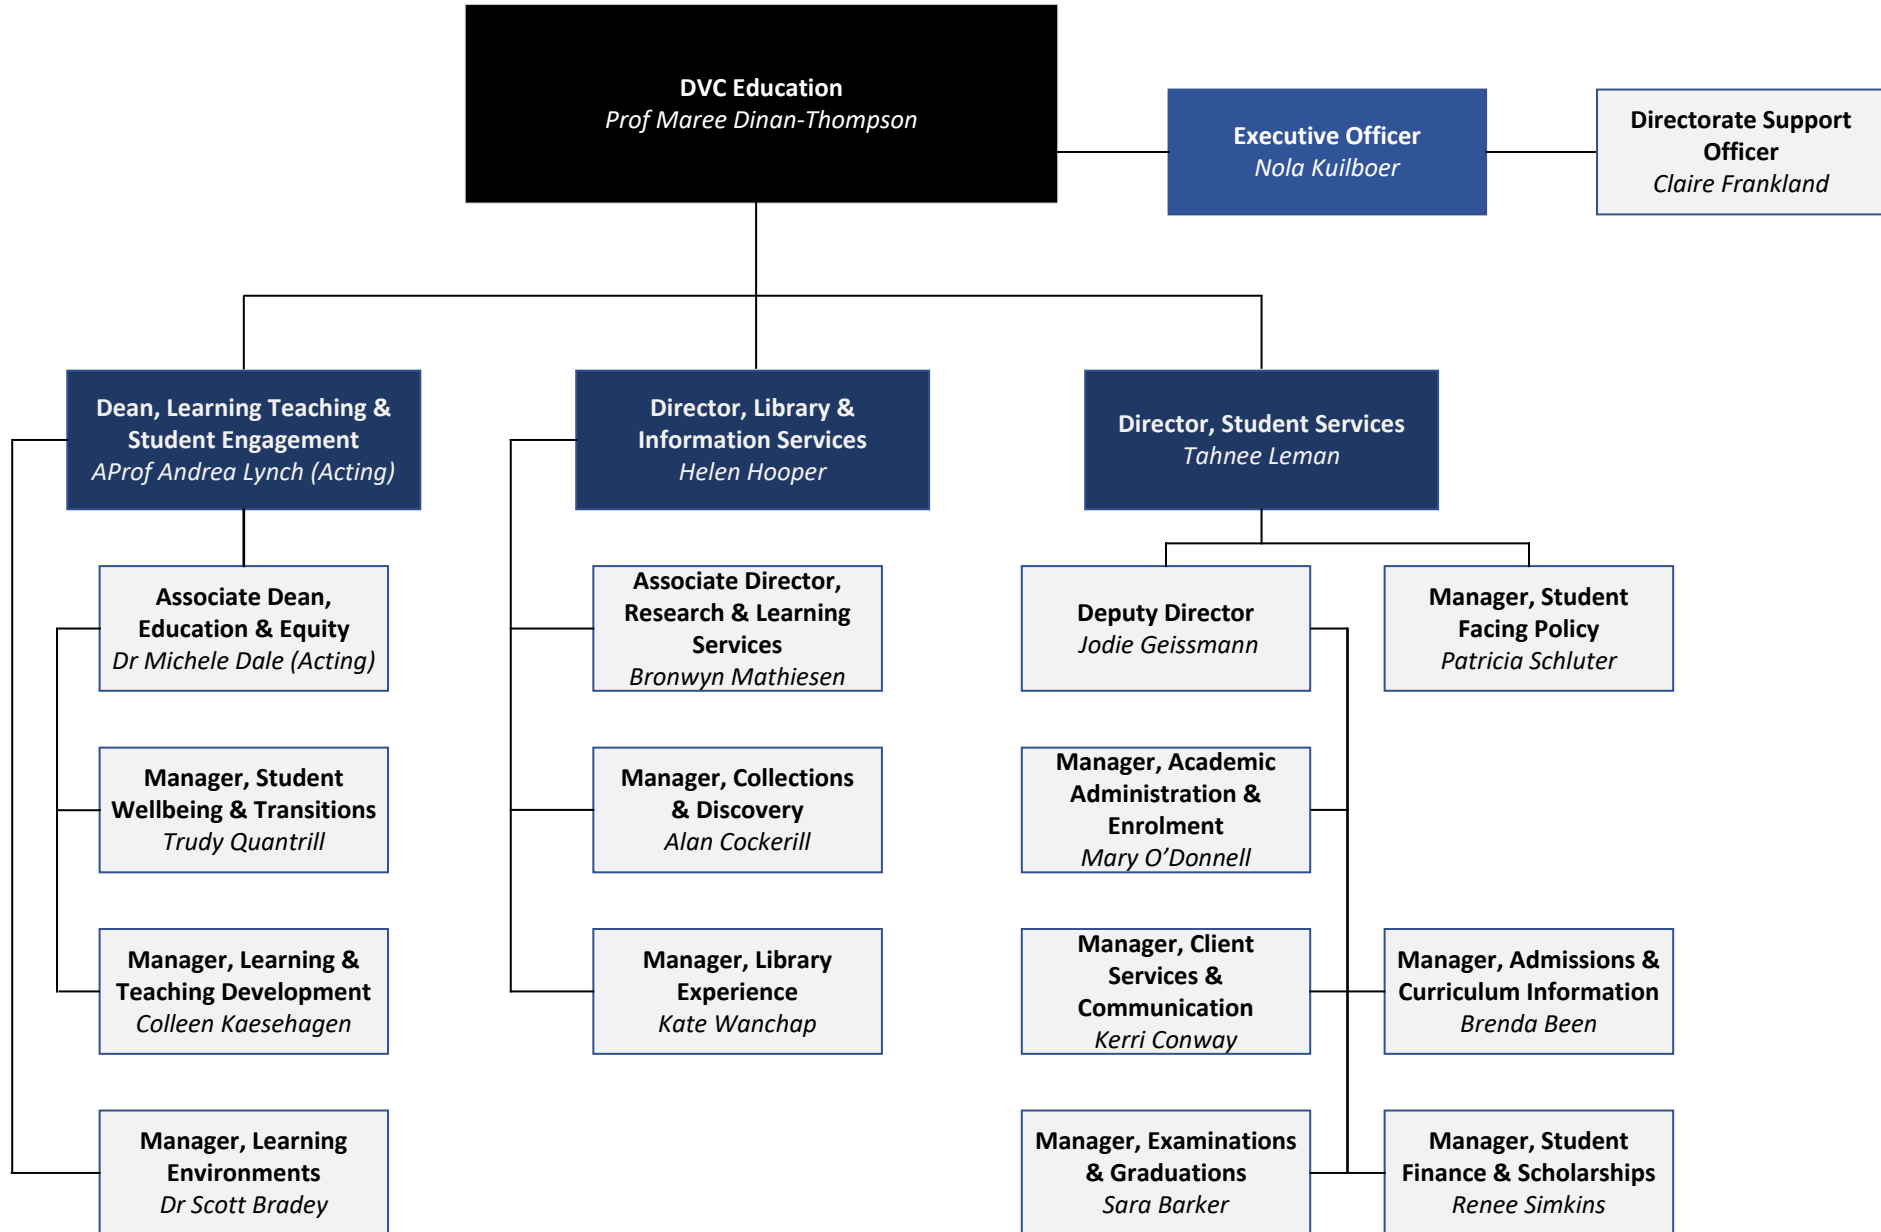 DVC Education
Prof Maree Dinan-Thompson
Executive Officer
Nola Kuilboer
Directorate Support
Officer
Claire Frankland
Dean, Learning Teaching &
Student Engagement
AProf Andrea Lynch (Acting)
Director, Library &
Information Services
Helen Hooper
Director, Student Services
Tahnee Leman
Associate Dean,
Education & Equity
Dr Michele Dale (Acting)
Associate Director,
Research & Learning
Services
Bronwyn Mathiesen
Deputy Director
Jodie Geissmann
Manager, Student
Facing Policy
Patricia Schluter
Manager, Student
Wellbeing & Transitions
Trudy Quantrill
Manager, Collections
& Discovery
Alan Cockerill
Manager, Academic
Administration &
Enrolment
Mary O’Donnell
Manager, Learning &
Teaching Development
Colleen Kaesehagen
Manager, Library
Experience
Kate Wanchap
Manager, Client
Services &
Communication
Kerri Conway
Manager, Admissions &
Curriculum Information
Brenda Been
Manager, Learning
Environments
Dr Scott Bradey
Manager, Examinations
& Graduations
Sara Barker
Manager, Student
Finance & Scholarships
Renee Simkins